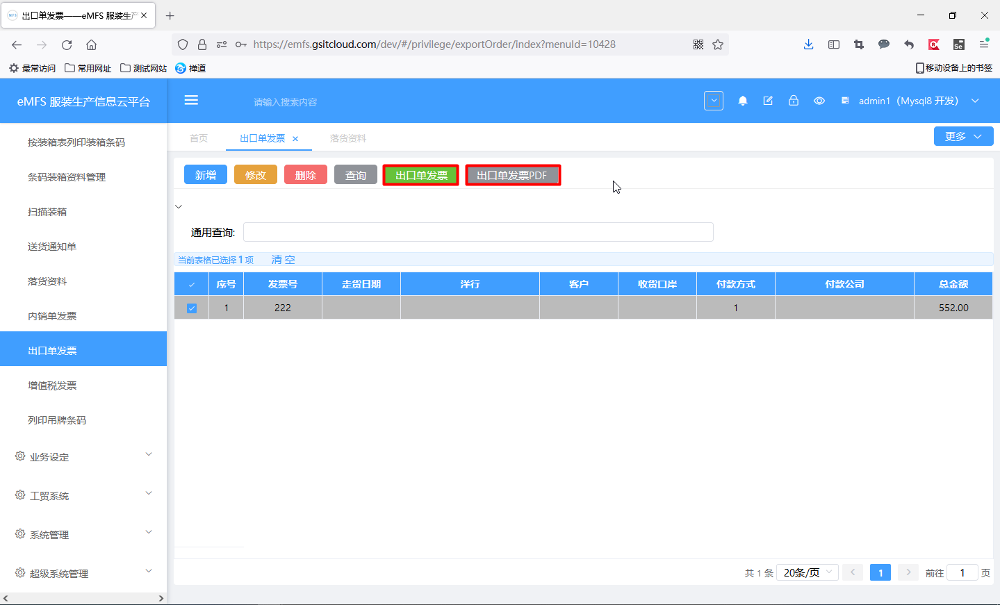 出口单发票——eMFS 服装生产
https://emfs.gsitcloud.com/dev/#/privilege/exportOrder/index?menuId=10428
最常访问 常用网址 测试网站 禅道 移动设备上的书签
eMFS 服装生产信息云平台 请输入搜索内容 admin1（Mysql8 开发）
首页 出口单发票 落货资料 更多
按装箱表列印装箱条码
条码装箱资料管理
扫描装箱
送货通知单
落货资料
内销单发票
出口单发票
增值税发票
列印吊牌条码
业务设定
工贸系统
系统管理
超级系统管理
新增 修改 删除 查询 出口单发票 出口单发票PDF
通用查询:
当前表格已选择 1 项 清 空
序号 发票号 走货日期 洋行 客户 收货口岸 付款方式 付款公司 总金额
1 222 1 552.00
共 1 条 20条/页 1 前往 1 页